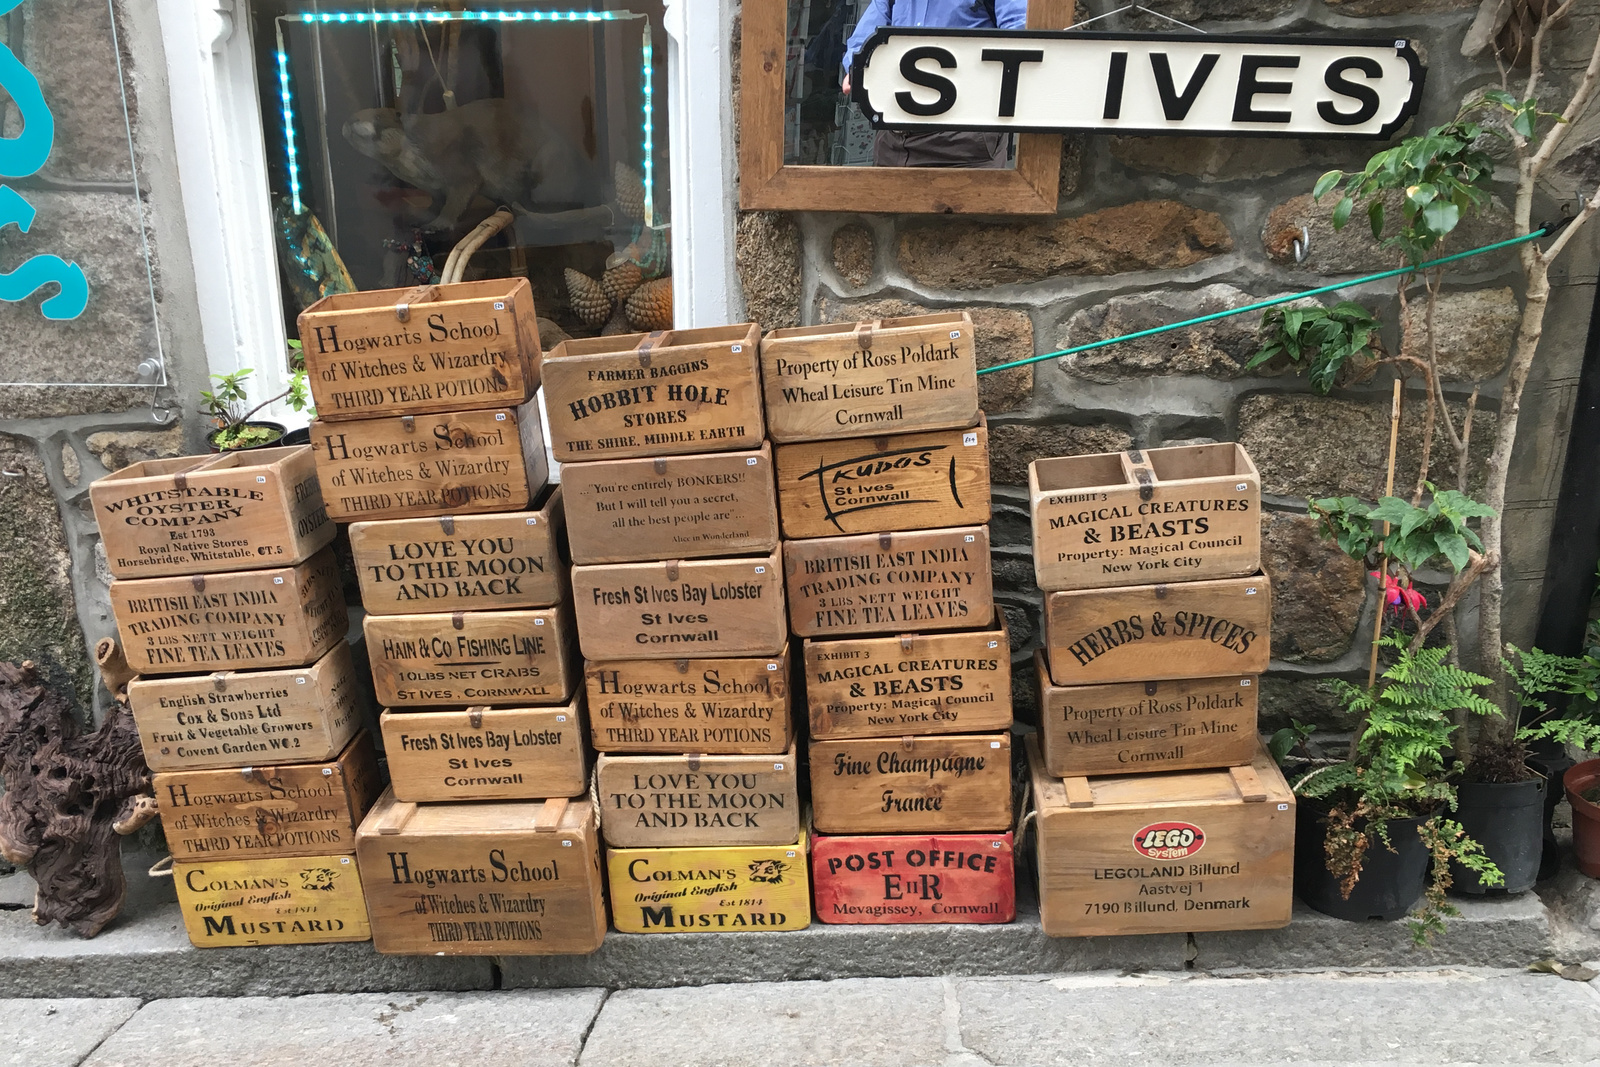 ST IVES
Hogwarts School
of Witches & Wizardry
THIRD YEAR POTIONS
Hogwarts School
of Witches & Wizardry
THIRD YEAR POTIONS
WHITSTABLE
OYSTER
COMPANY
Est 1793
Royal Native Stores
Horsebridge, Whitstable, CT.5
BRITISH EAST INDIA
TRADING COMPANY
3 LBS NETT WEIGHT
FINE TEA LEAVES
English Strawberries
Cox & Sons Ltd
Fruit & Vegetable Growers
Covent Garden WC.2
Hogwarts School
of Witches & Wizardry
THIRD YEAR POTIONS
COLMAN'S
Original English
Est 1814
MUSTARD
LOVE YOU
TO THE MOON
AND BACK
HAIN & CO FISHING LINE
10LBS NET CRABS
ST IVES, CORNWALL
Fresh St Ives Bay Lobster
St Ives
Cornwall
Hogwarts School
of Witches & Wizardry
THIRD YEAR POTIONS
FARMER BAGGINS
HOBBIT HOLE
STORES
THE SHIRE, MIDDLE EARTH
..."You're entirely BONKERS!!
But I will tell you a secret,
all the best people are"...
Alice in Wonderland
Fresh St Ives Bay Lobster
St Ives
Cornwall
Hogwarts School
of Witches & Wizardry
THIRD YEAR POTIONS
LOVE YOU
TO THE MOON
AND BACK
COLMAN'S
Original English
Est 1814
MUSTARD
Property of Ross Poldark
Wheal Leisure Tin Mine
Cornwall
KUDOS
St Ives
Cornwall
BRITISH EAST INDIA
TRADING COMPANY
3 LBS NETT WEIGHT
FINE TEA LEAVES
EXHIBIT 3
MAGICAL CREATURES
& BEASTS
Property: Magical Council
New York City
Fine Champagne
France
POST OFFICE
EIIR
Mevagissey, Cornwall
EXHIBIT 3
MAGICAL CREATURES
& BEASTS
Property: Magical Council
New York City
HERBS & SPICES
Property of Ross Poldark
Wheal Leisure Tin Mine
Cornwall
LEGO
System
LEGOLAND Billund
Aastvej 1
7190 Billund, Denmark